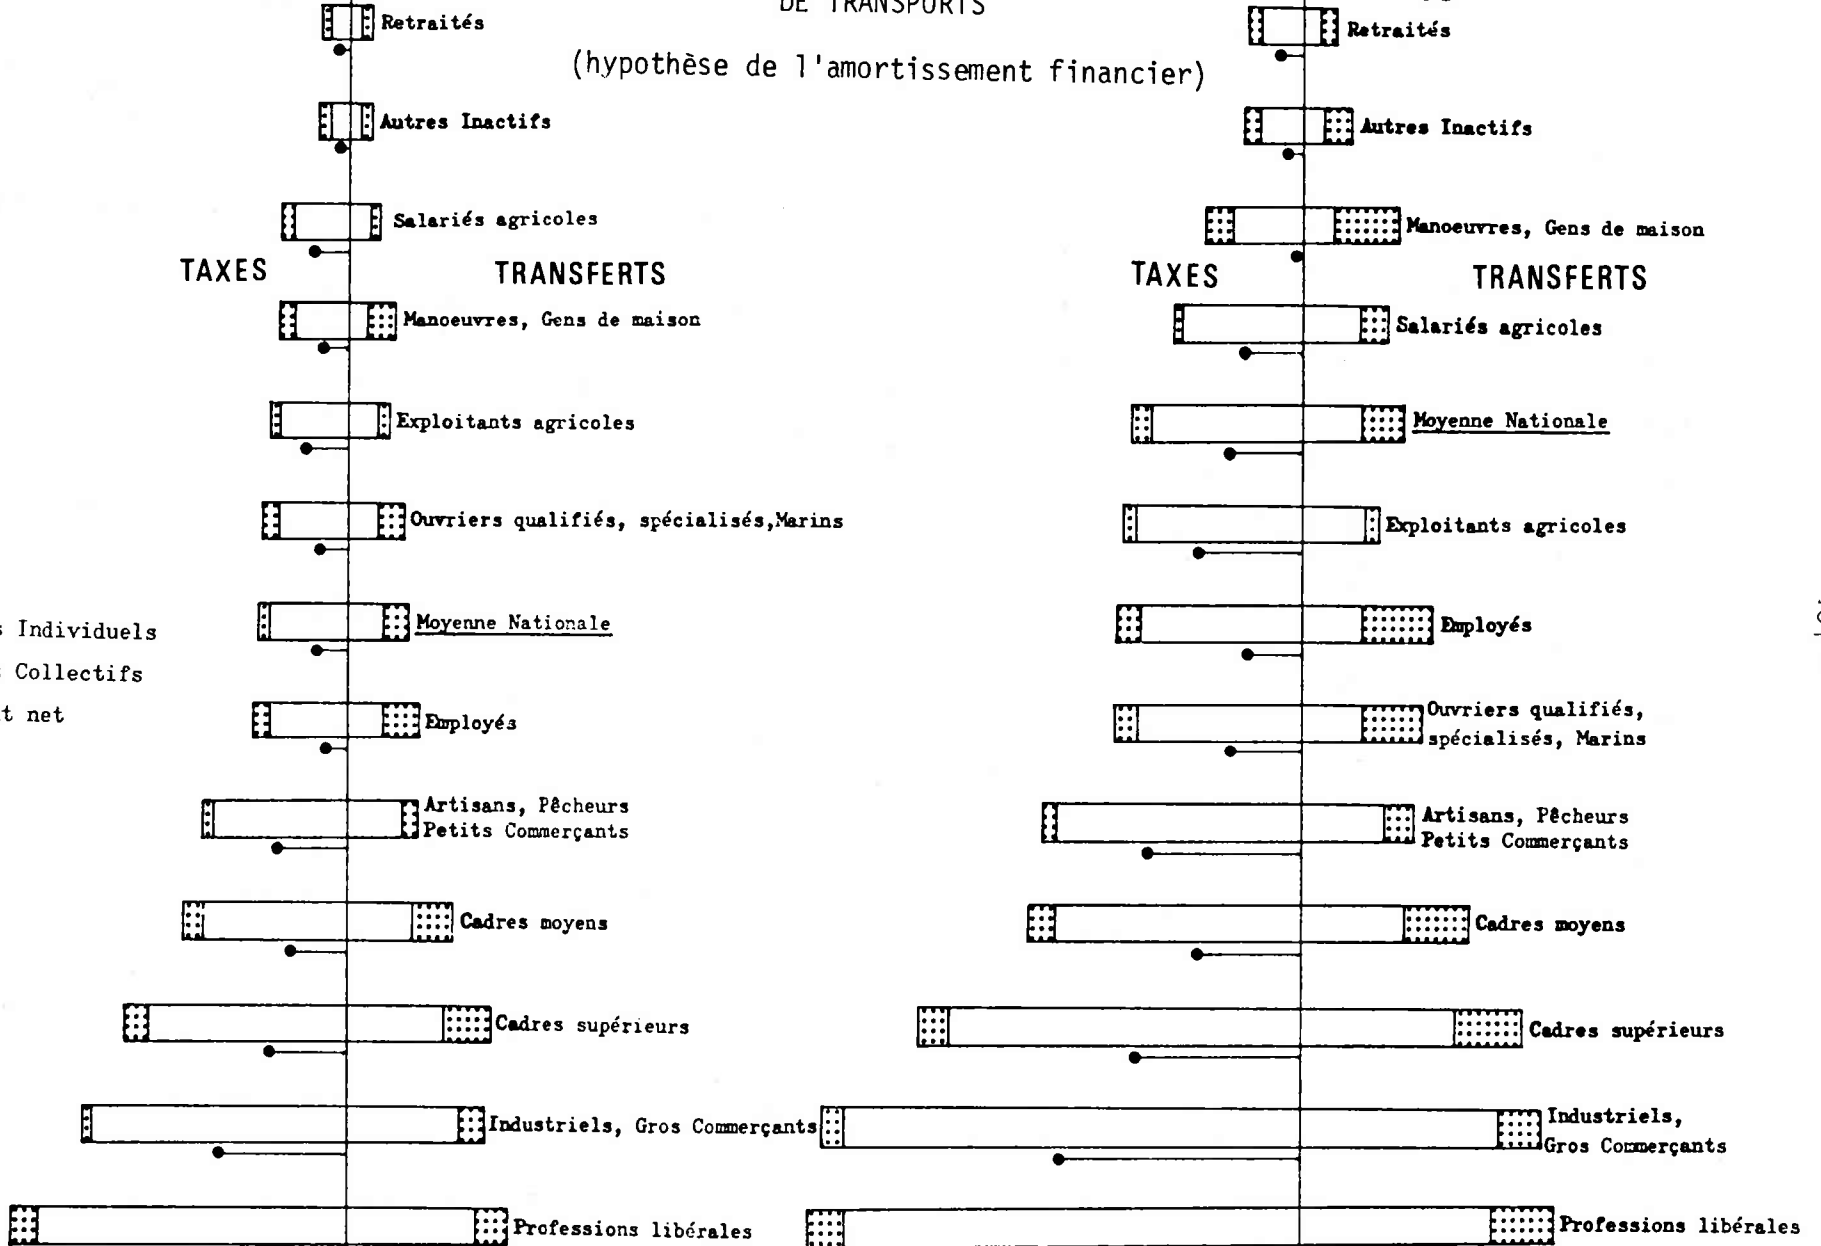 DE TRANSPORTS
(hypothèse de l'amortissement financier)
Retraités
Autres Inactifs
Salariés agricoles
TAXES TRANSFERTS
Manoeuvres, Gens de maison
Exploitants agricoles
Ouvriers qualifiés, spécialisés,Marins
Moyenne Nationale
Individuels
Collectifs
net
Employés
Artisans, Pêcheurs
Petits Commerçants
Cadres moyens
Cadres supérieurs
Industriels, Gros Commerçants
Professions libérales
Retraités
Autres Inactifs
Manoeuvres, Gens de maison
TAXES TRANSFERTS
Salariés agricoles
Moyenne Nationale
Exploitants agricoles
Employés
Ouvriers qualifiés,
spécialisés, Marins
Artisans, Pêcheurs
Petits Commerçants
Cadres moyens
Cadres supérieurs
Industriels,
Gros Commerçants
Professions libérales